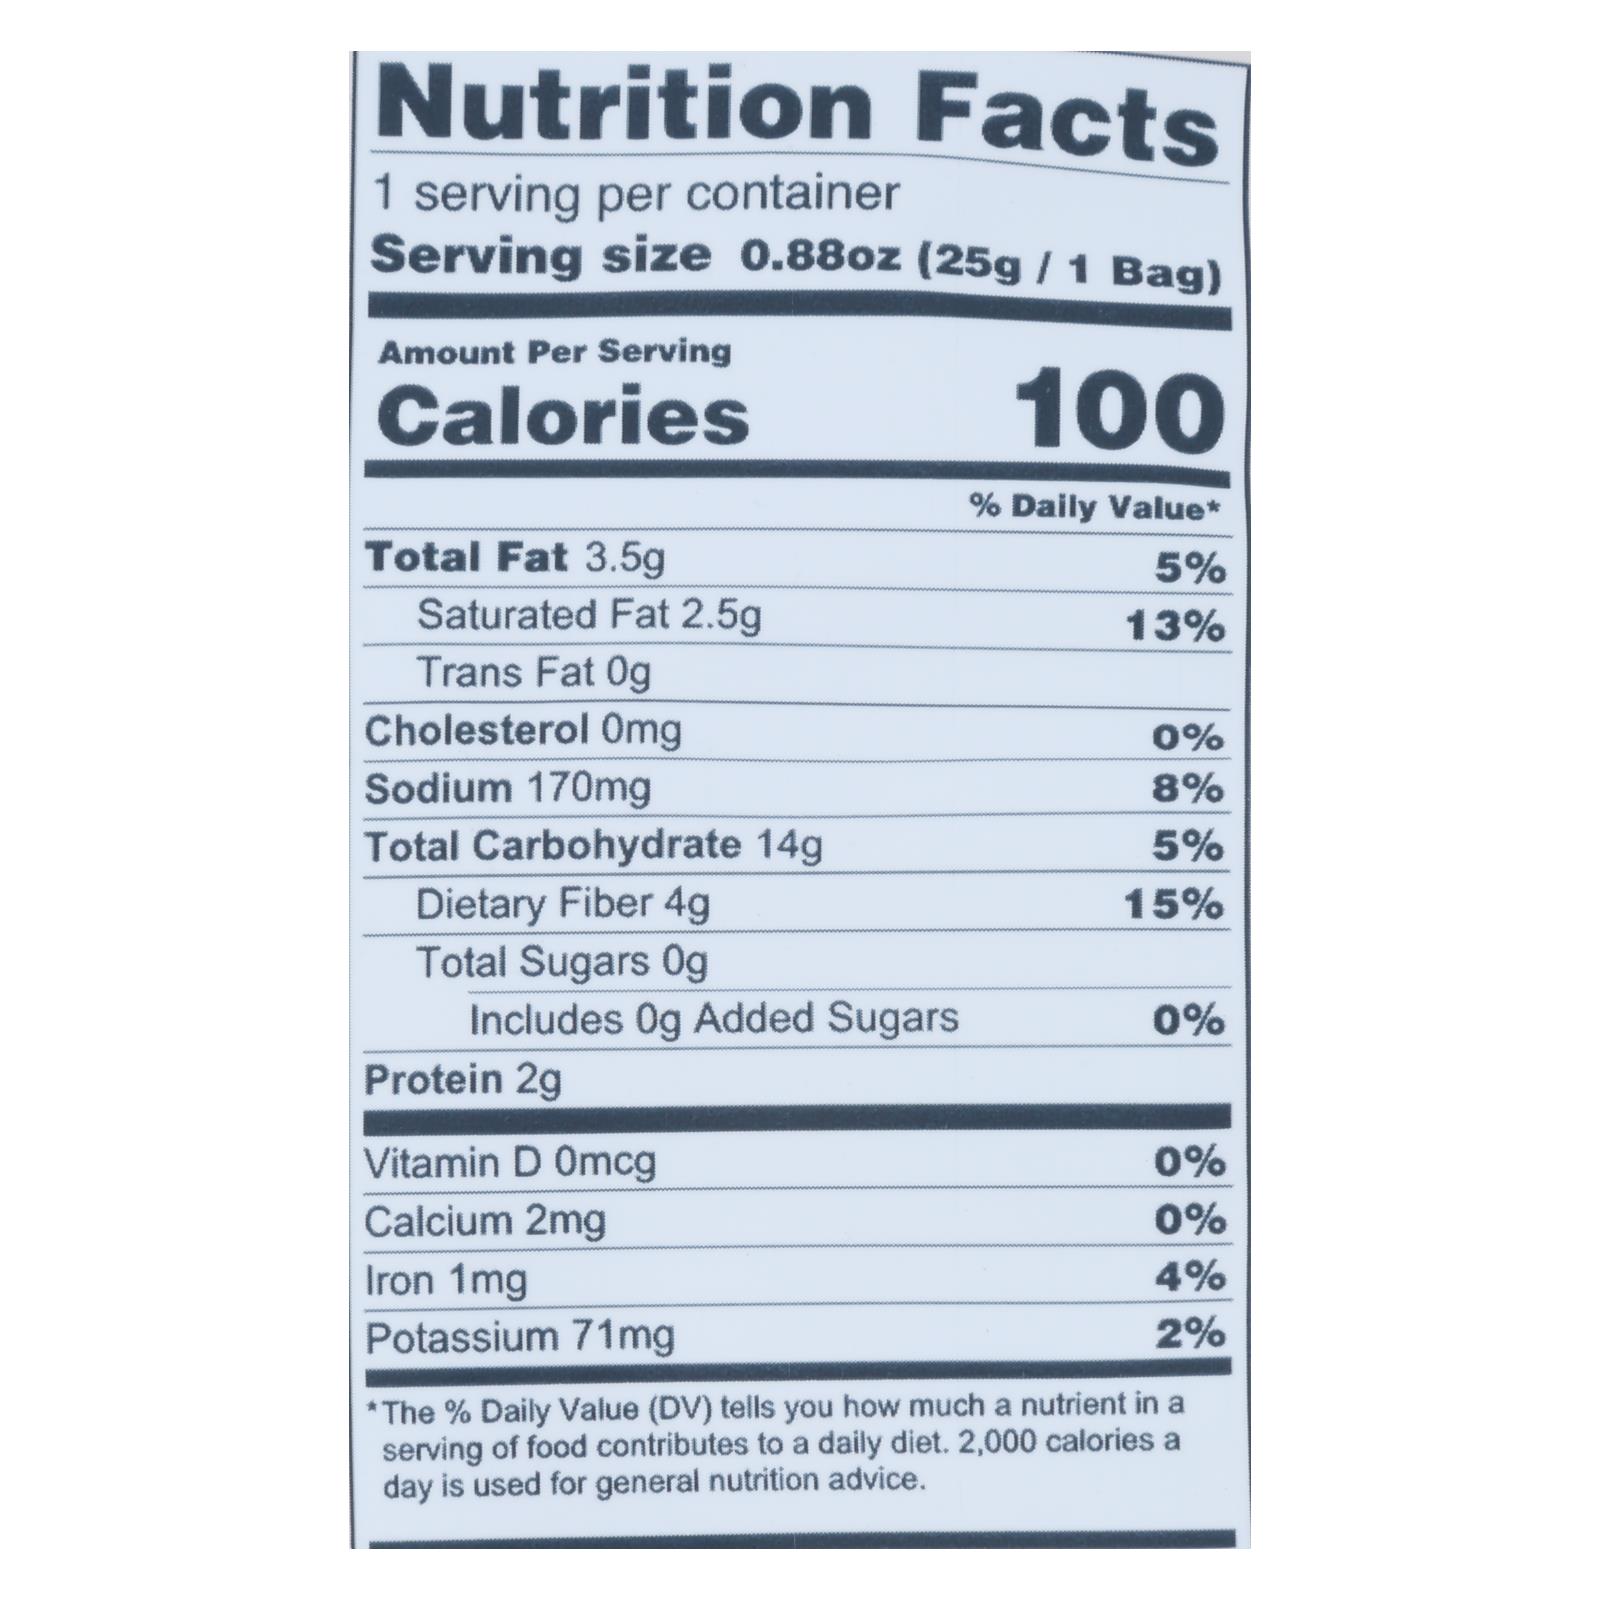 Nutrition Facts
1 serving per container
Serving size 0.88oz (25g / 1 Bag)
Amount Per Serving
Calories 100
% Daily Value*
Total Fat 3.5g 5%
Saturated Fat 2.5g 13%
Trans Fat 0g
Cholesterol 0mg 0%
Sodium 170mg 8%
Total Carbohydrate 14g 5%
Dietary Fiber 4g 15%
Total Sugars 0g
Includes 0g Added Sugars 0%
Protein 2g
Vitamin D 0mcg 0%
Calcium 2mg 0%
Iron 1mg 4%
Potassium 71mg 2%
*The % Daily Value (DV) tells you how much a nutrient in a
serving of food contributes to a daily diet. 2,000 calories a
day is used for general nutrition advice.